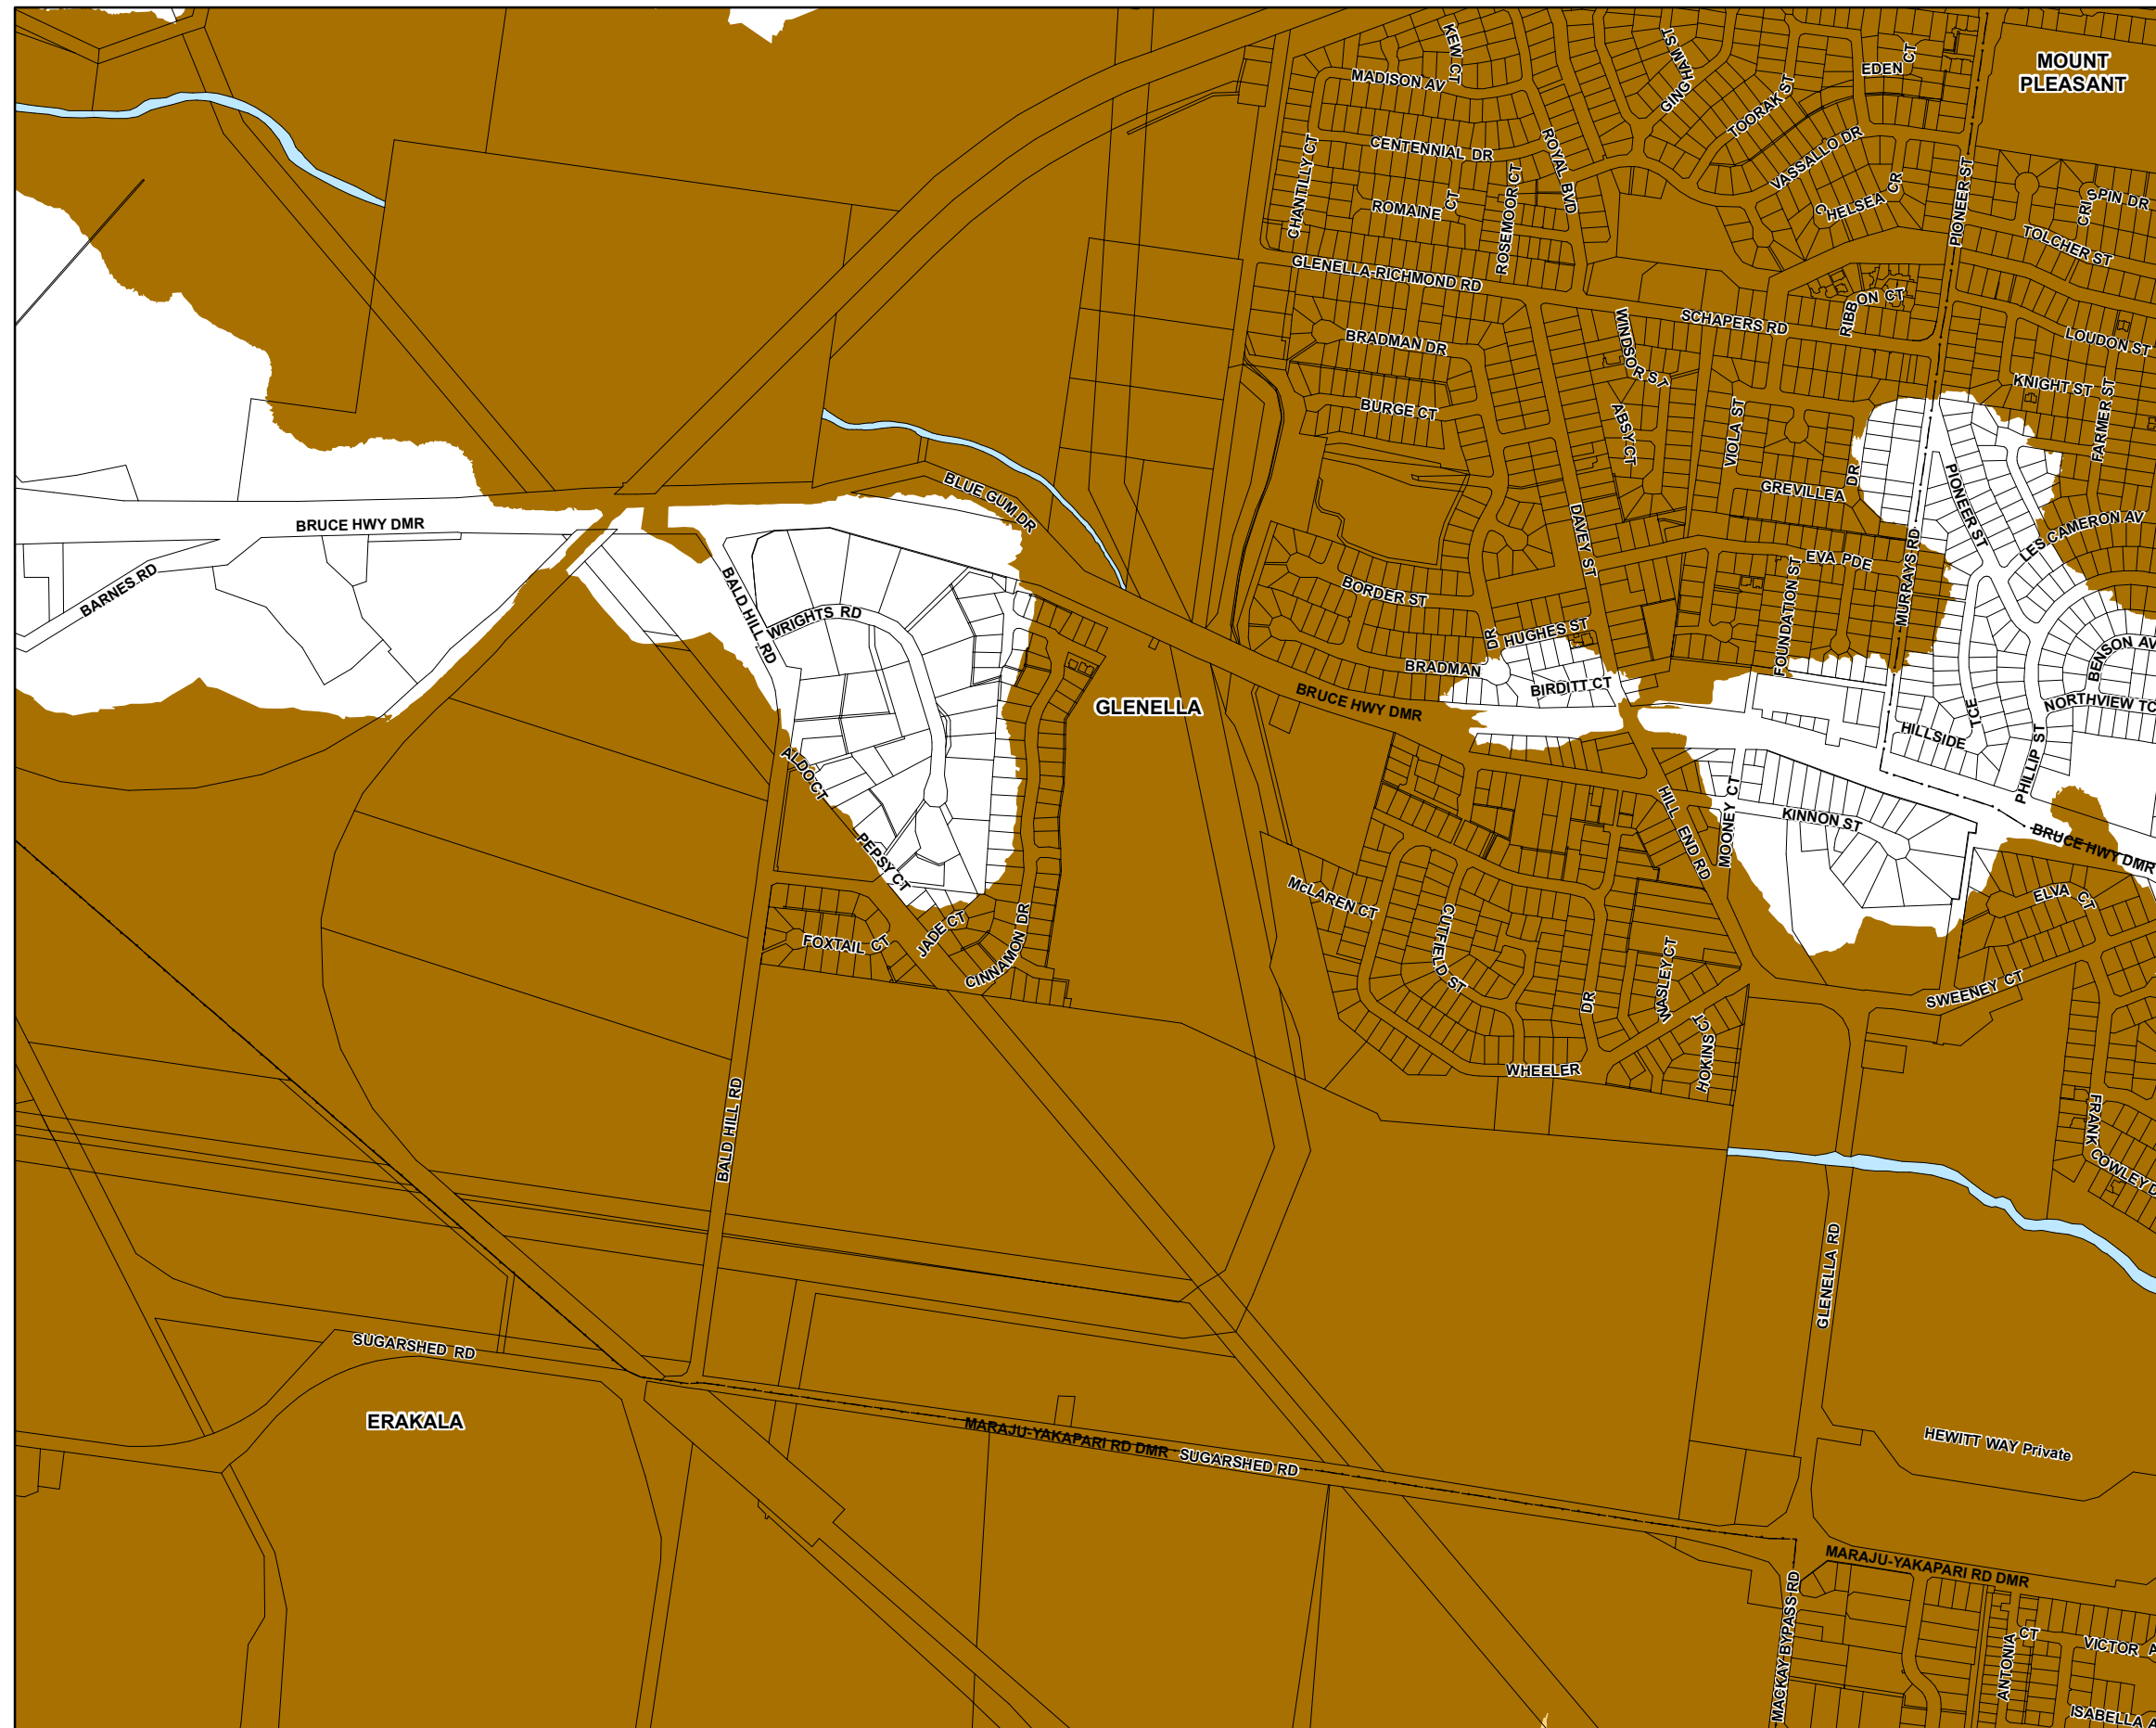 KEW CT
GINGHAM ST
EDEN CT
MOUNT
PLEASANT
MADISON AV
TOORAK ST
CENTENNIAL DR
ROYAL BVD
VASSALLO DR
CHANTILLY CT
ROMAINE CT
ROSEMOOR CT
CHELSEA CR
PIONEER ST
CRISPIN DR
TOLCHER ST
GLENELLA-RICHMOND RD
RIBBON CT
SCHAPERS RD
WINDSOR ST
LOUDON ST
BRADMAN DR
KNIGHT ST
FARMER ST
BURGE CT
ABSY CT
VIOLA ST
GREVILLEA DR
PIONEER ST
LES CAMERON AV
BLUE GUM DR
BRUCE HWY DMR
DAVEY ST
EVA PDE
MURRAYS RD
BARNES RD
BORDER ST
FOUNDATION ST
BALD HILL RD
WRIGHTS RD
HUGHES ST
BENSON AV
BRADMAN DR
BIRDITT CT
GLENELLA
BRUCE HWY DMR
NORTHVIEW TCE
HILLSIDE TCE
PHILLIP ST
ALDO CT
HILL END RD
MOONEY CT
KINNON ST
BRUCE HWY DMR
PEPSY CT
McLAREN CT
ELVA CT
JADE CT
CINNAMON DR
FOXTAIL CT
CUTFIELD ST
WASLEY CT
SWEENEY CT
HOKINS CT
WHEELER DR
BALD HILL RD
FRANK COWLEY D
GLENELLA RD
SUGARSHED RD
ERAKALA
MARAJU-YAKAPARI RD DMR - SUGARSHED RD
HEWITT WAY Private
MARAJU-YAKAPARI RD DMR
MACKAY BYPASS RD
ANTONIA CT
VICTOR A
ISABELLA A